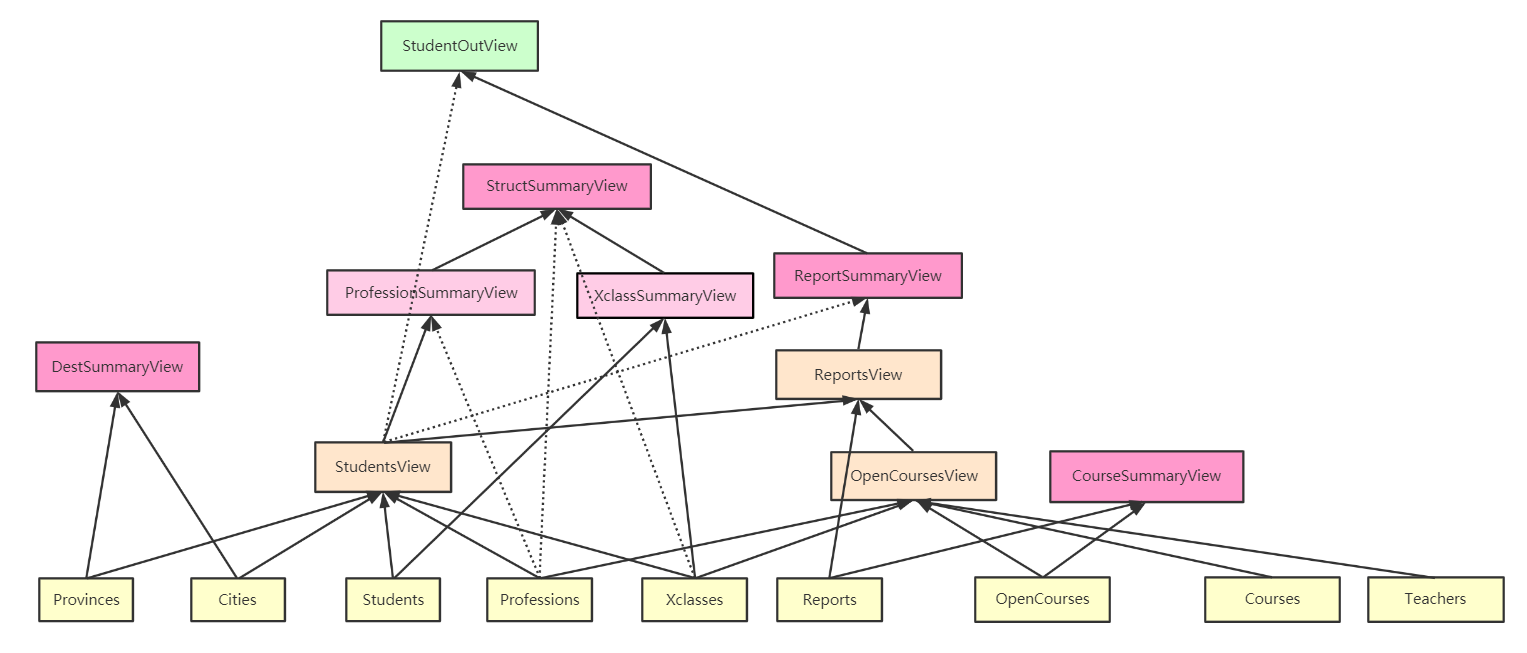 StudentOutView
StructSummaryView
ReportSummaryView
ProfessionSummaryView
XclassSummaryView
DestSummaryView
ReportsView
StudentsView
OpenCoursesView
CourseSummaryView
Provinces
Cities
Students
Professions
Xclasses
Reports
OpenCourses
Courses
Teachers